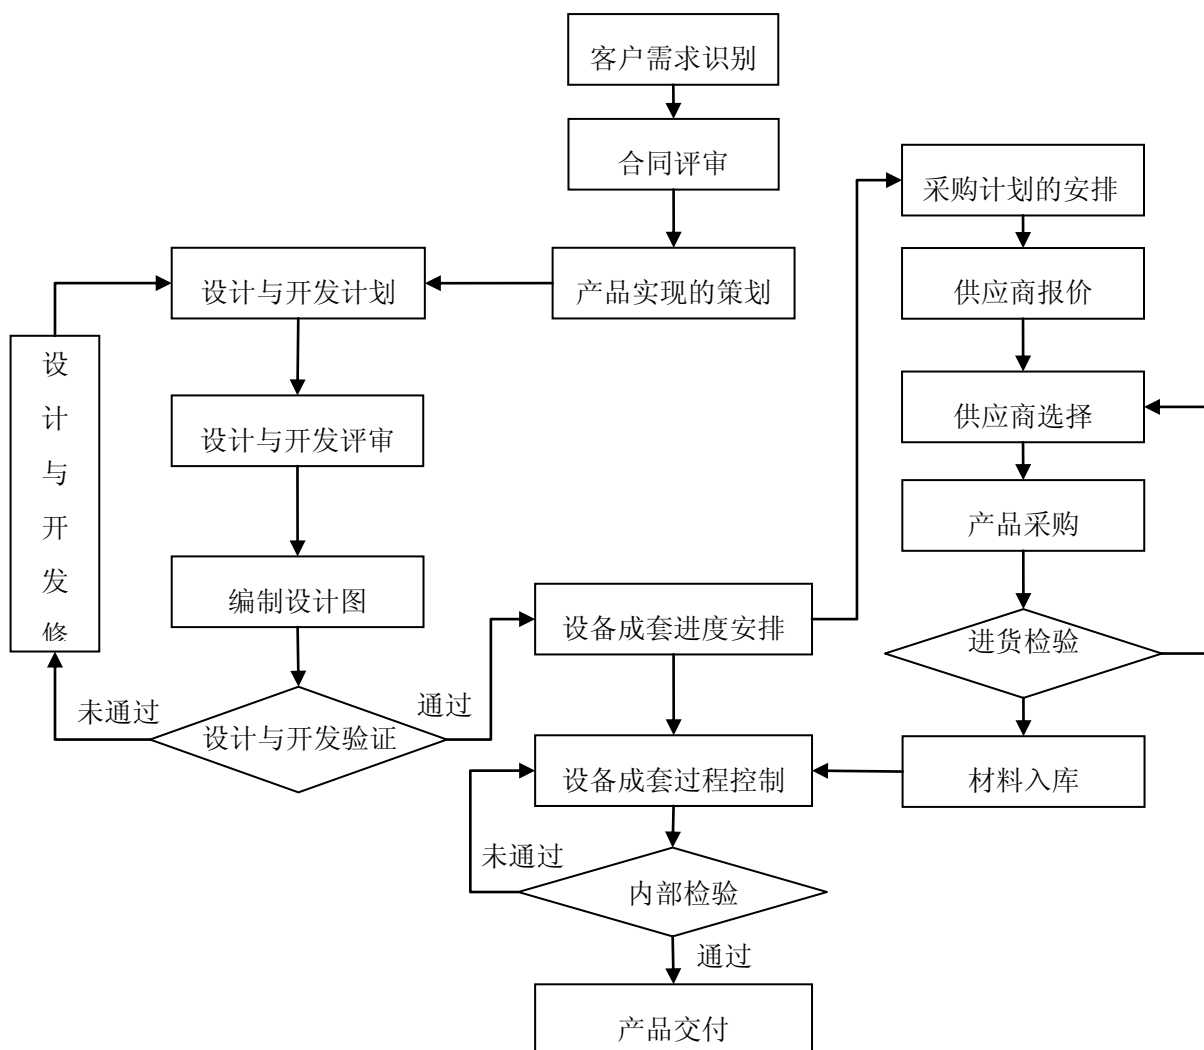 客户需求识别
合同评审
产品实现的策划
设计与开发计划
设计与开发评审
编制设计图
设计与开发验证
未通过
通过
设
计
与
开
发
修
设备成套进度安排
采购计划的安排
供应商报价
供应商选择
产品采购
进货检验
材料入库
设备成套过程控制
未通过
内部检验
通过
产品交付